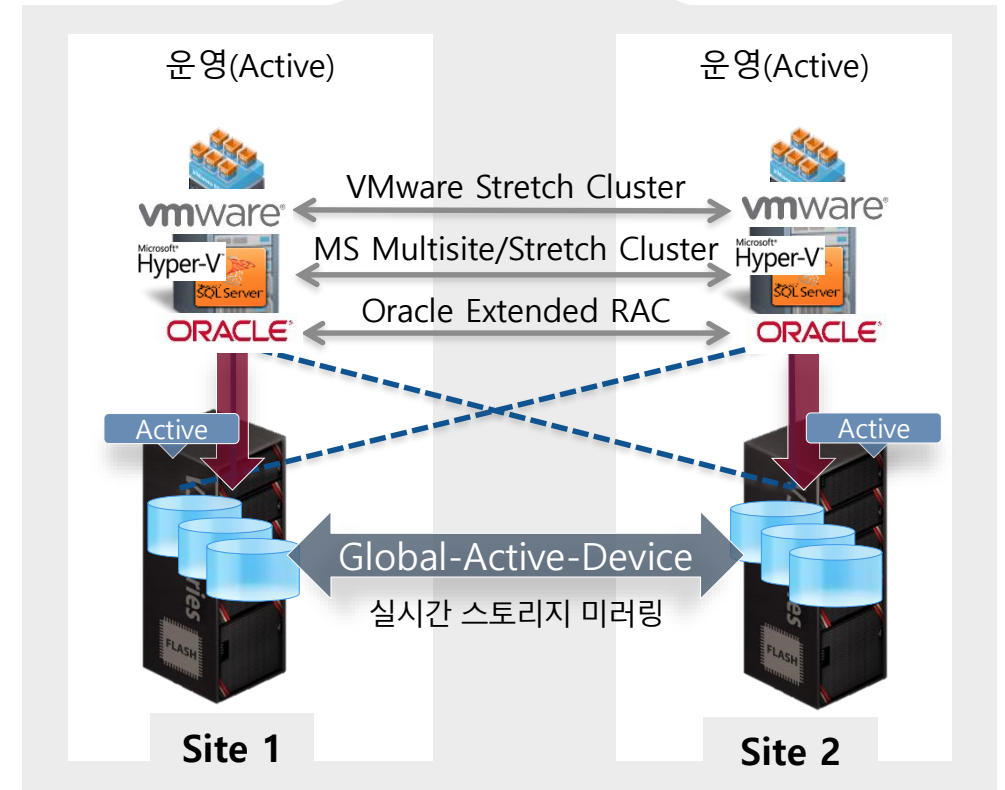 운영(Active)
운영(Active)
VMware Stretch Cluster
vmware®
vmware®
MS Multisite/Stretch Cluster
Microsoft®
Hyper-V
Microsoft®
Hyper-V
SQL Server
SQL Server
Oracle Extended RAC
ORACLE®
ORACLE®
Active
Active
Global-Active-Device
실시간 스토리지 미러링
FLASH
FLASH
Site 1
Site 2